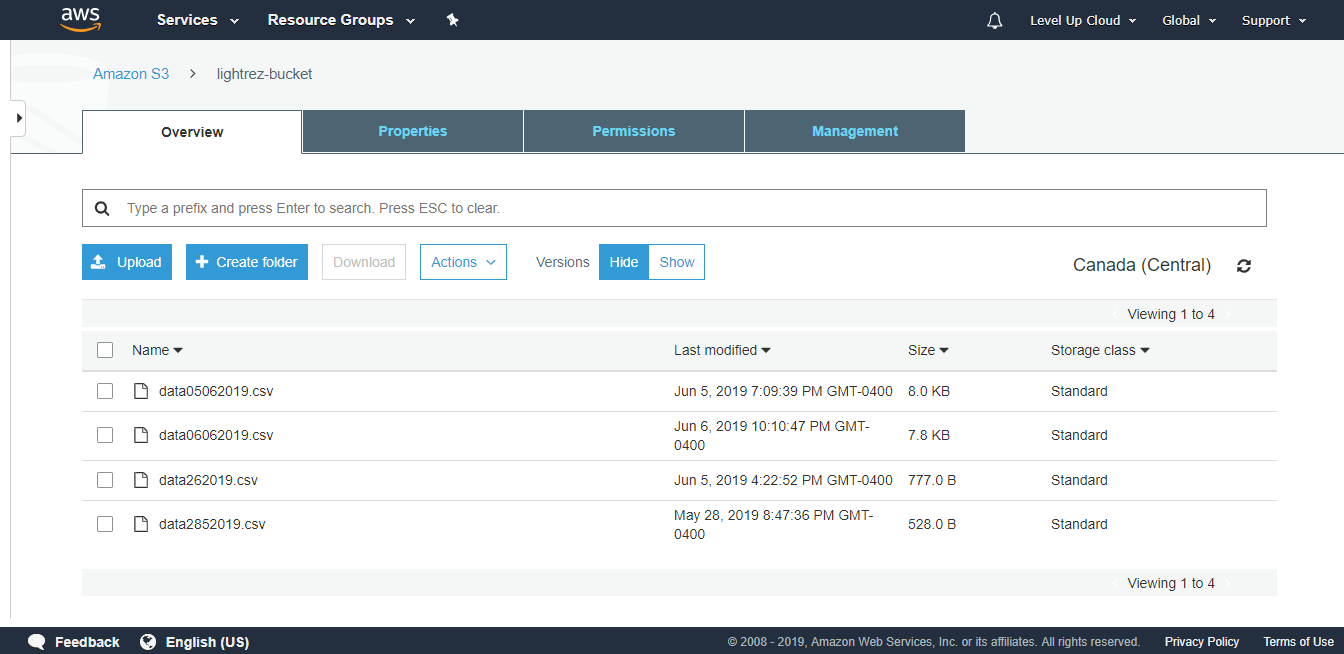 aws Services Resource Groups Level Up Cloud Global Support
Amazon S3 > lightrez-bucket
Overview Properties Permissions Management
Type a prefix and press Enter to search. Press ESC to clear.
Upload Create folder Download Actions Versions Hide Show Canada (Central)
Viewing 1 to 4
Name Last modified Size Storage class
data05062019.csv Jun 5, 2019 7:09:39 PM GMT-0400 8.0 KB Standard
data06062019.csv Jun 6, 2019 10:10:47 PM GMT-
0400 7.8 KB Standard
data262019.csv Jun 5, 2019 4:22:52 PM GMT-0400 777.0 B Standard
data2852019.csv May 28, 2019 8:47:36 PM GMT-
0400 528.0 B Standard
Viewing 1 to 4
Feedback English (US) © 2008 - 2019, Amazon Web Services, Inc. or its affiliates. All rights reserved. Privacy Policy Terms of Use